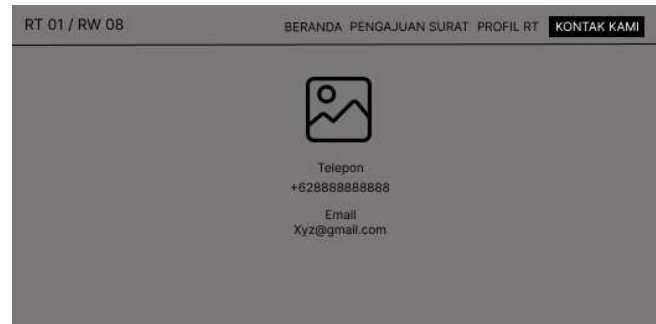 RT 01 / RW 08
BERANDA PENGAJUAN SURAT PROFIL RT KONTAK KAMI
Telepon
+628888888888
Email
Xyz@gmail.com